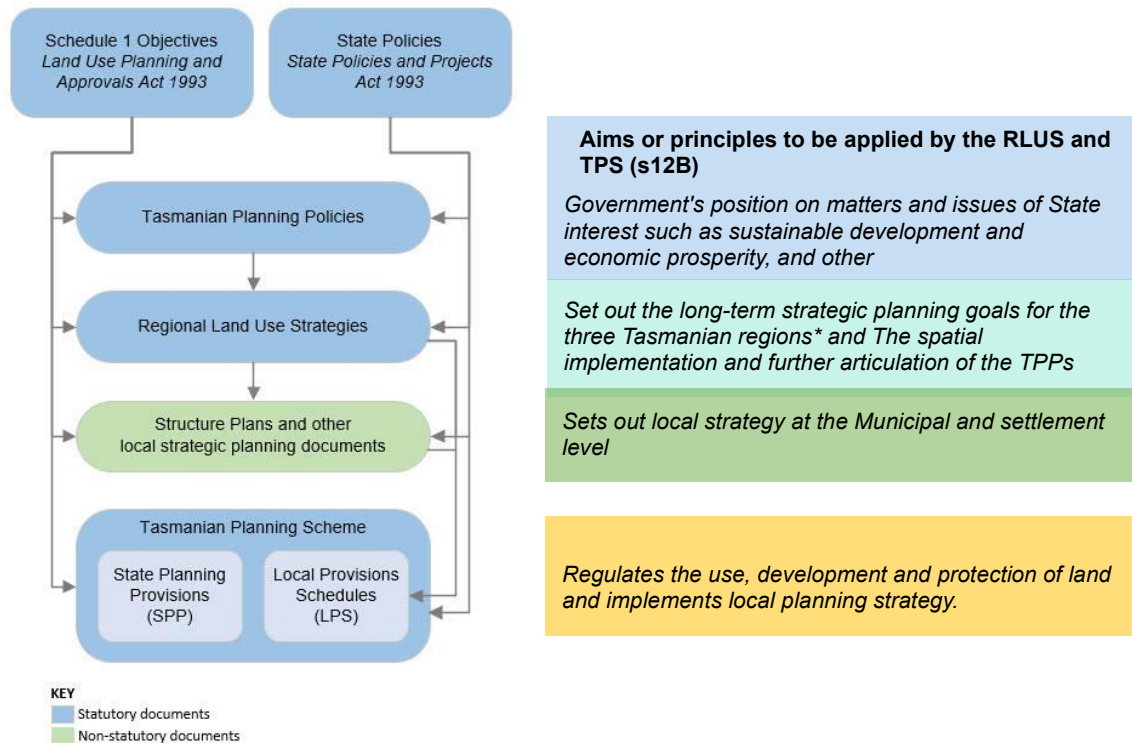 Schedule 1 Objectives
Land Use Planning and
Approvals Act 1993
State Policies
State Policies and Projects
Act 1993
Tasmanian Planning Policies
Regional Land Use Strategies
Structure Plans and other
local strategic planning documents
Tasmanian Planning Scheme
State Planning
Provisions
(SPP)
Local Provisions
Schedules
(LPS)
KEY
Statutory documents
Non-statutory documents
Aims or principles to be applied by the RLUS and
TPS (s12B)
Government's position on matters and issues of State
interest such as sustainable development and
economic prosperity, and other
Set out the long-term strategic planning goals for the
three Tasmanian regions* and The spatial
implementation and further articulation of the TPPs
Sets out local strategy at the Municipal and settlement
level
Regulates the use, development and protection of land
and implements local planning strategy.